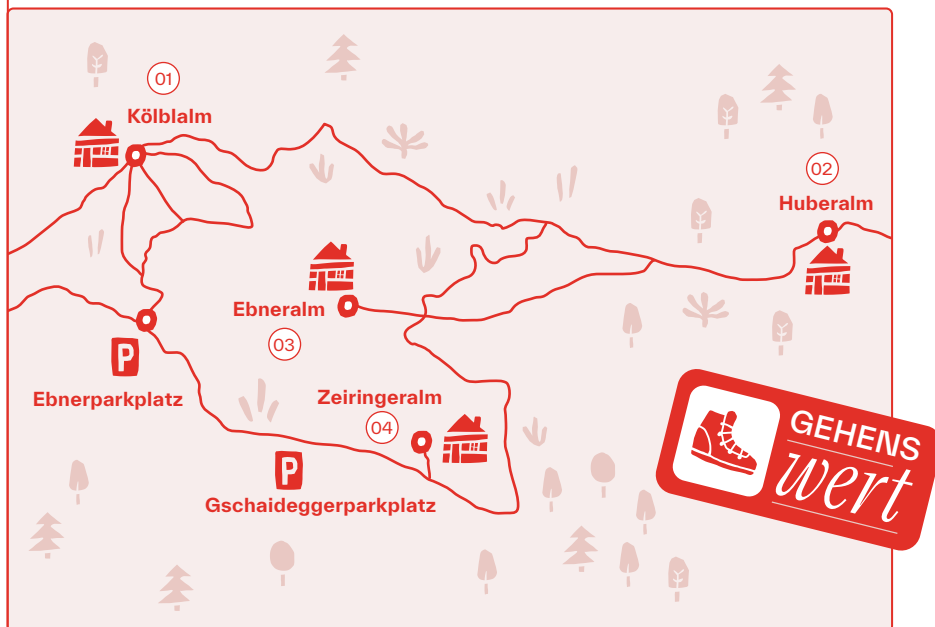 01
Kölblalm
02
Huberalm
Ebneralm
03
P
Ebnerparkplatz
Zeiringeralm
04
P
Gschaideggerparkplatz
GEHENS
wert